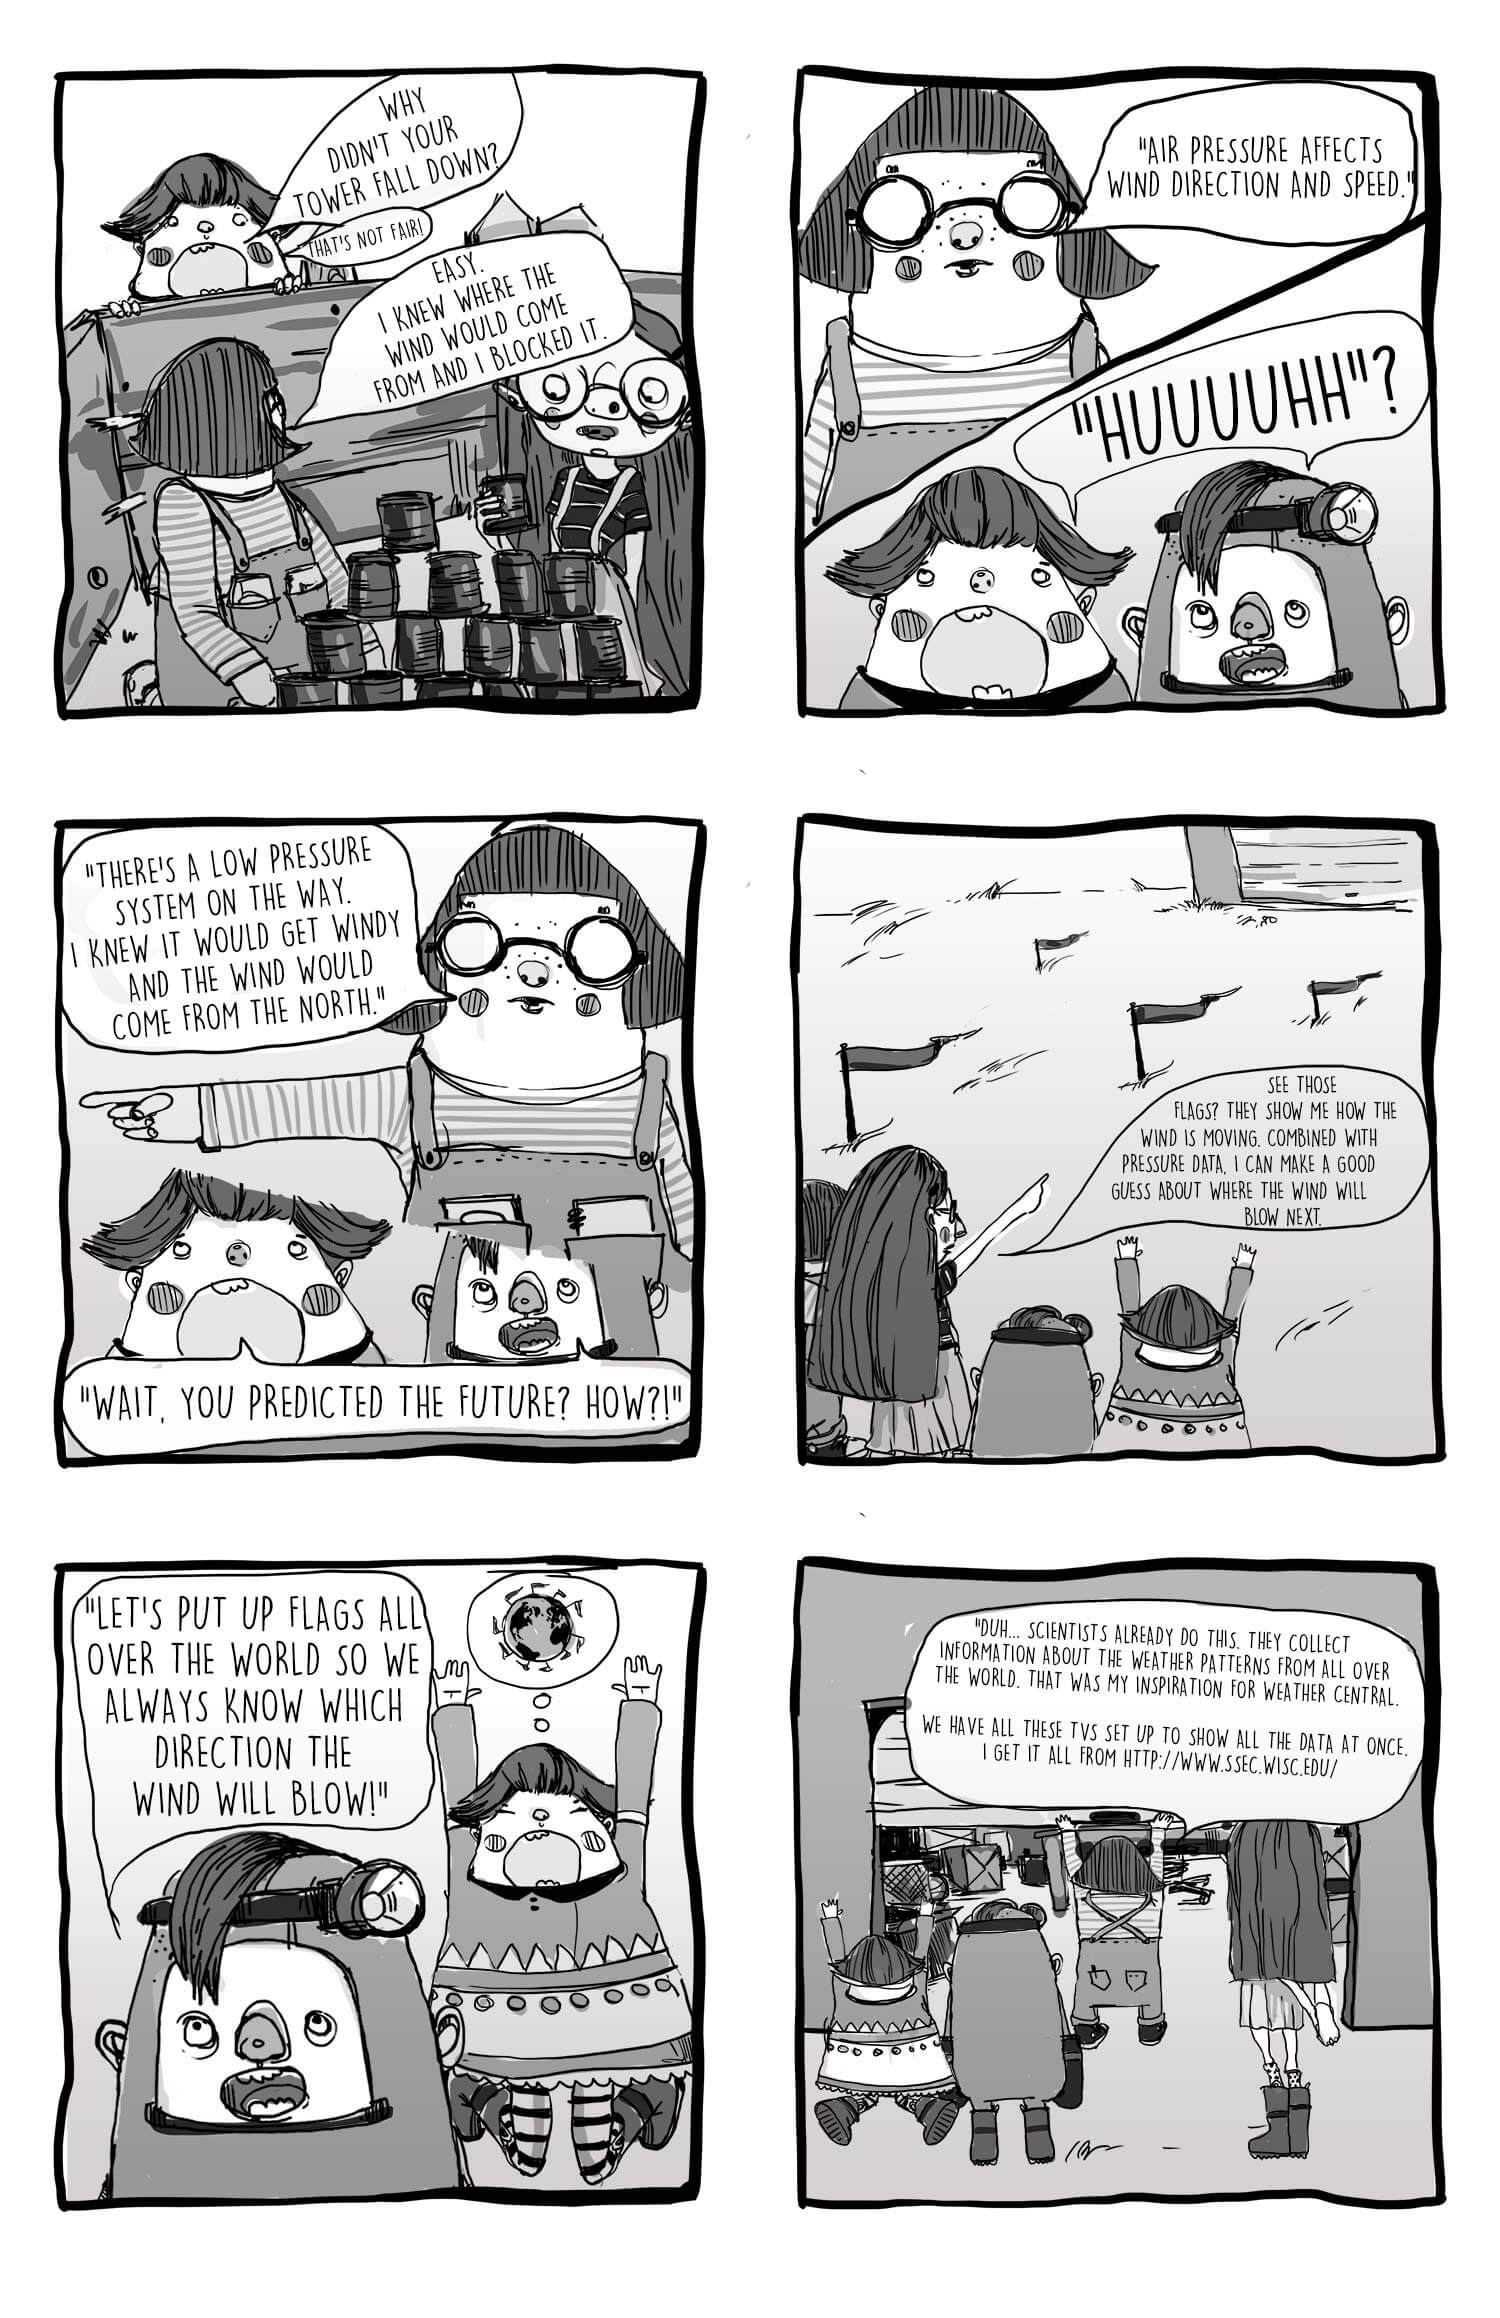 WHY
DIDN'T YOUR
TOWER FALL DOWN?
THAT'S NOT FAIR!
EASY.
I KNEW WHERE THE
WIND WOULD COME
FROM AND I BLOCKED IT.
"AIR PRESSURE AFFECTS
WIND DIRECTION AND SPEED."
"HUUUUHH"?
"THERE'S A LOW PRESSURE
SYSTEM ON THE WAY.
I KNEW IT WOULD GET WINDY
AND THE WIND WOULD
COME FROM THE NORTH."
"WAIT, YOU PREDICTED THE FUTURE? HOW?!"
SEE THOSE
FLAGS? THEY SHOW ME HOW THE
WIND IS MOVING. COMBINED WITH
PRESSURE DATA, I CAN MAKE A GOOD
GUESS ABOUT WHERE THE WIND WILL
BLOW NEXT.
"LET'S PUT UP FLAGS ALL
OVER THE WORLD SO WE
ALWAYS KNOW WHICH
DIRECTION THE
WIND WILL BLOW!"
"DUH... SCIENTISTS ALREADY DO THIS. THEY COLLECT
INFORMATION ABOUT THE WEATHER PATTERNS FROM ALL OVER
THE WORLD. THAT WAS MY INSPIRATION FOR WEATHER CENTRAL.
WE HAVE ALL THESE TVS SET UP TO SHOW ALL THE DATA AT ONCE.
I GET IT ALL FROM HTTP://WWW.SSEC.WISC.EDU/